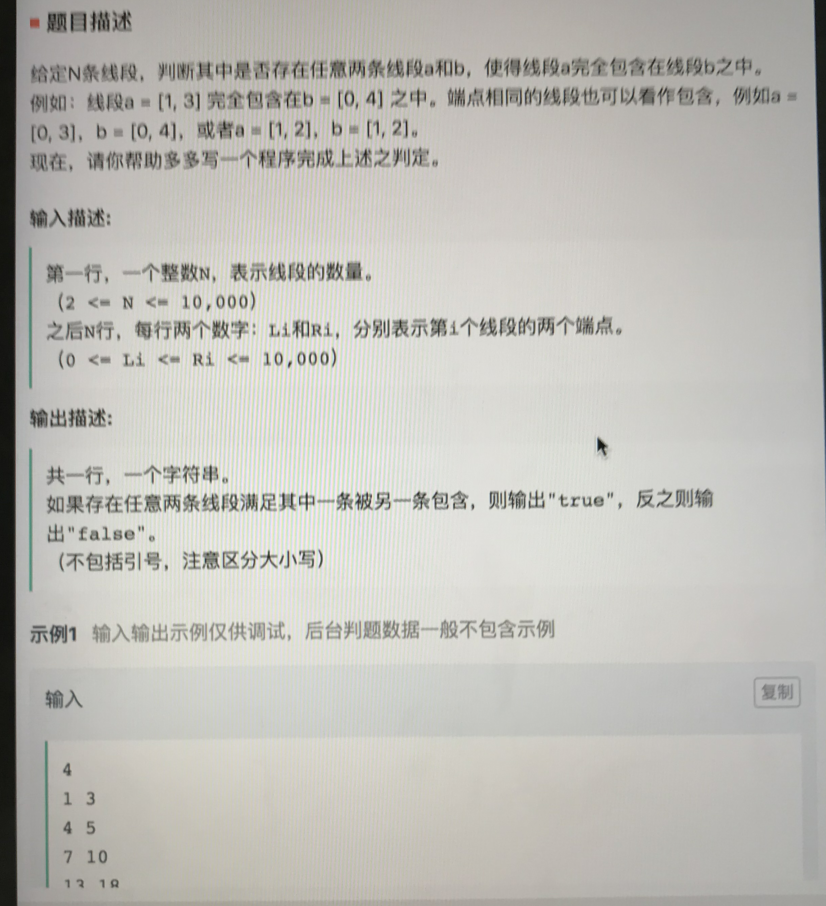 题目描述
给定N条线段，判断其中是否存在任意两条线段a和b，使得线段a完全包含在线段b之中。
例如：线段a = [1, 3] 完全包含在b = [0, 4] 之中。端点相同的线段也可以看作包含，例如a =
[0, 3]，b = [0, 4]，或者a = [1, 2]，b = [1, 2]。
现在，请你帮助多多写一个程序完成上述之判定。
输入描述:
第一行，一个整数N，表示线段的数量。
(2 <= N <= 10,000)
之后N行，每行两个数字：Li和Ri，分别表示第i个线段的两个端点。
(0 <= Li <= Ri <= 10,000)
输出描述:
共一行，一个字符串。
如果存在任意两条线段满足其中一条被另一条包含，则输出"true"，反之则输
出"false"。
(不包括引号，注意区分大小写)
示例1 输入输出示例仅供调试，后台判题数据一般不包含示例
输入 复制
4
1 3
4 5
7 10
13 18